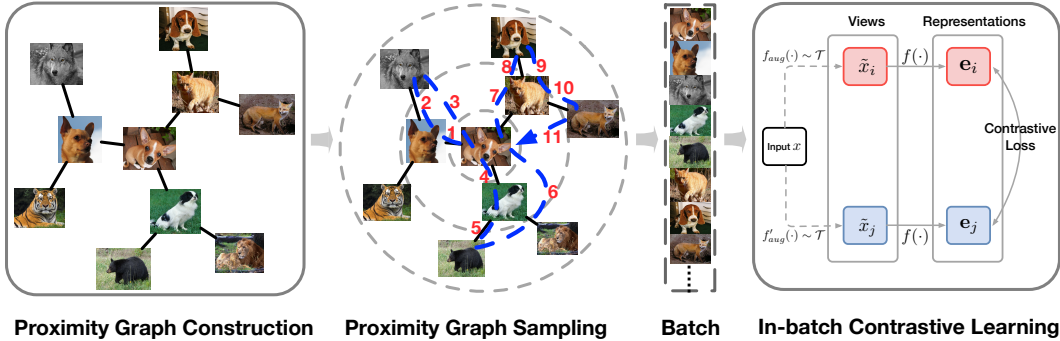 Views Representations
f_aug(·) ~ 𝒯 x̃_i f(·) e_i
Input x
Contrastive
Loss
f'_aug(·) ~ 𝒯 x̃_j f(·) e_j
8 9
10
2 3 7
1 11
4
6
5
Proximity Graph Construction Proximity Graph Sampling Batch In-batch Contrastive Learning